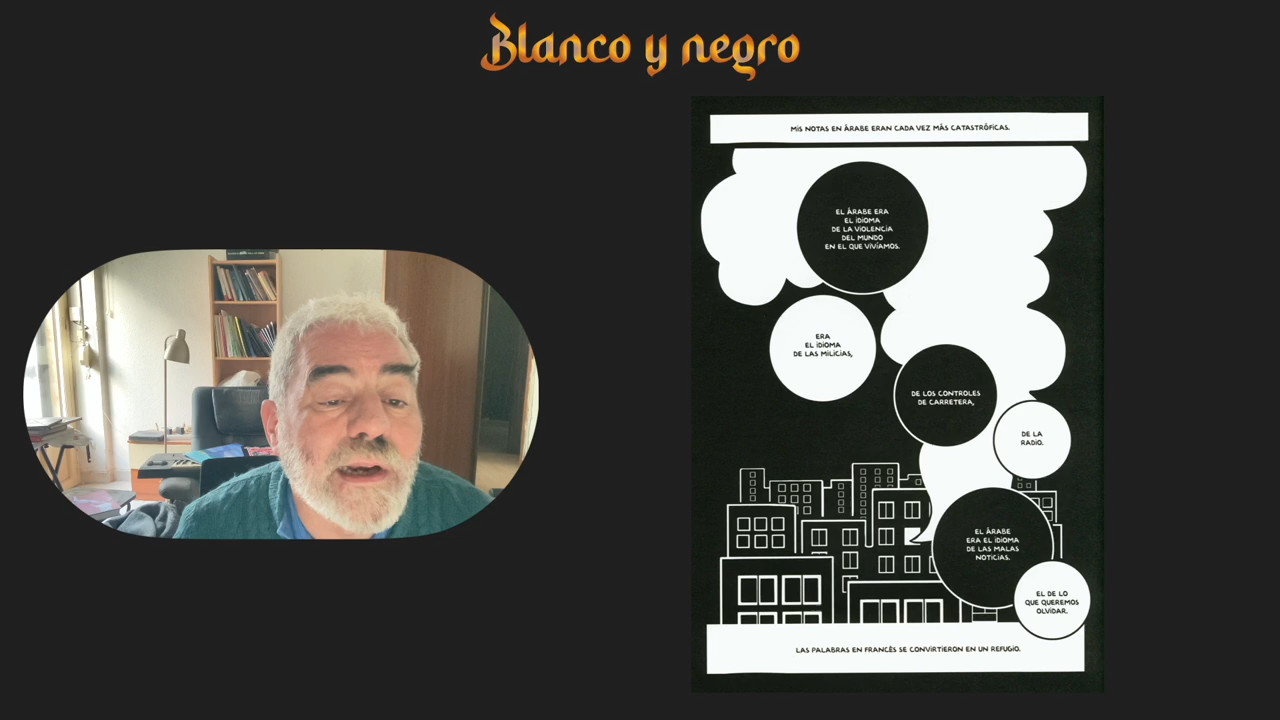 Blanco y negro
MIS NOTAS EN ÁRABE ERAN CADA VEZ MÁS CATASTRÓFICAS.
EL ÁRABE ERA
EL IDIOMA
DE LA VIOLENCIA
DEL MUNDO
EN EL QUE VIVÍAMOS.
ERA
EL IDIOMA
DE LAS MILICIAS,
DE LOS CONTROLES
DE CARRETERA,
DE LA
RADIO.
EL ÁRABE
ERA EL IDIOMA
DE LAS MALAS
NOTICIAS.
EL DE LO
QUE QUEREMOS
OLVIDAR.
LAS PALABRAS EN FRANCÉS SE CONVIRTIERON EN UN REFUGIO.